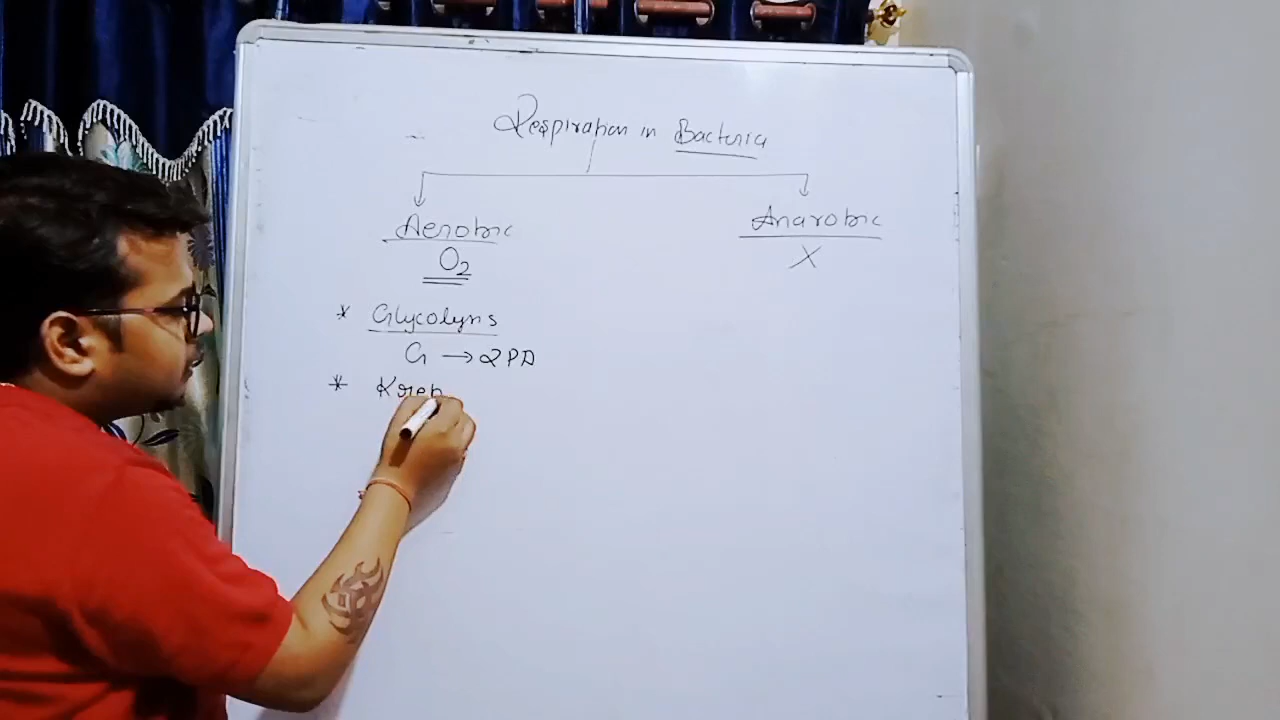 Respiration in Bacteria
Aerobic
Anarobic
O2
X
* Glycolysis
G → 2PA
* Kreb